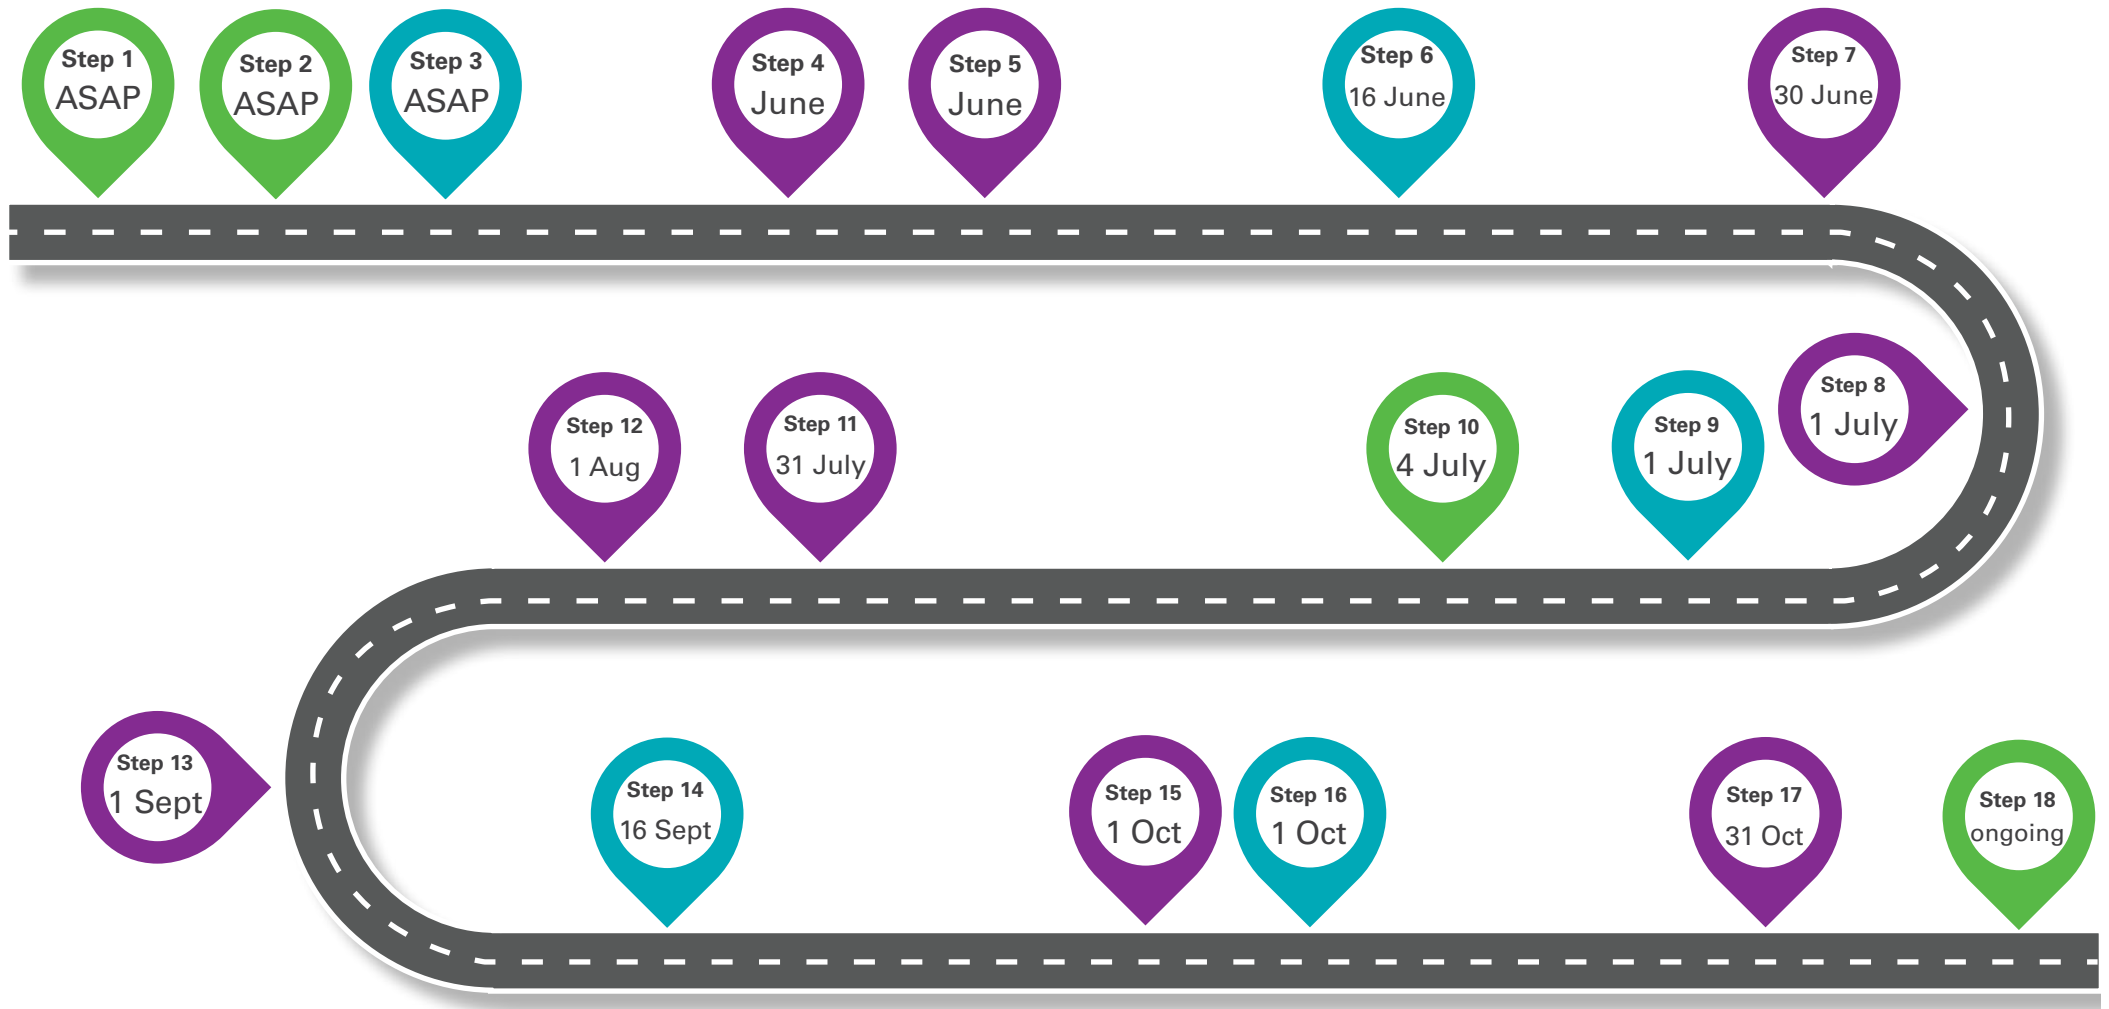 Step 1
ASAP
Step 2
ASAP
Step 3
ASAP
Step 4
June
Step 5
June
Step 6
16 June
Step 7
30 June
Step 8
1 July
Step 9
1 July
Step 10
4 July
Step 11
31 July
Step 12
1 Aug
Step 13
1 Sept
Step 14
16 Sept
Step 15
1 Oct
Step 16
1 Oct
Step 17
31 Oct
Step 18
ongoing